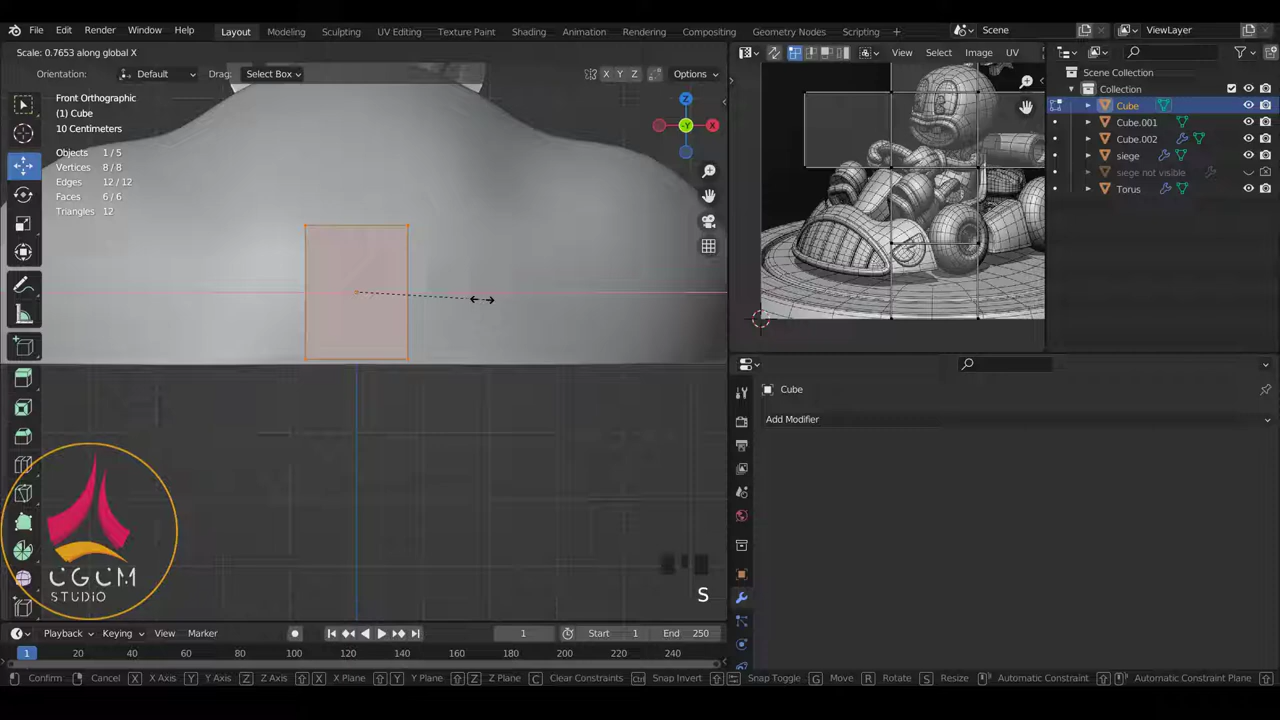 File Edit Render Window Help Layout Modeling Sculpting UV Editing Texture Paint Shading Animation Rendering Compositing Geometry Nodes Scripting + Scene ViewLayer
Scale: 0.7653 along global X
View Select Image UV
Orientation: Default Drag: Select Box X Y Z Options
Scene Collection
Collection
Cube
Cube.001
Cube.002
siege
siege not visible
Torus
Front Orthographic
(1) Cube
10 Centimeters
Objects 1/5
Vertices 8/8
Edges 12/12
Faces 6/6
Triangles 12
Z
Y
X
Cube
Add Modifier
CGCM
STUDIO
S
Playback Keying View Marker 1 Start 1 End 250
1 20 40 60 80 100 120 140 160 180 200 220 240
Confirm Cancel X X Axis Y Y Axis Z Z Axis X X Plane Y Y Plane Z Z Plane C Clear Constraints Ctrl Snap Invert Snap Toggle G Move R Rotate S Resize Automatic Constraint Automatic Constraint Plane